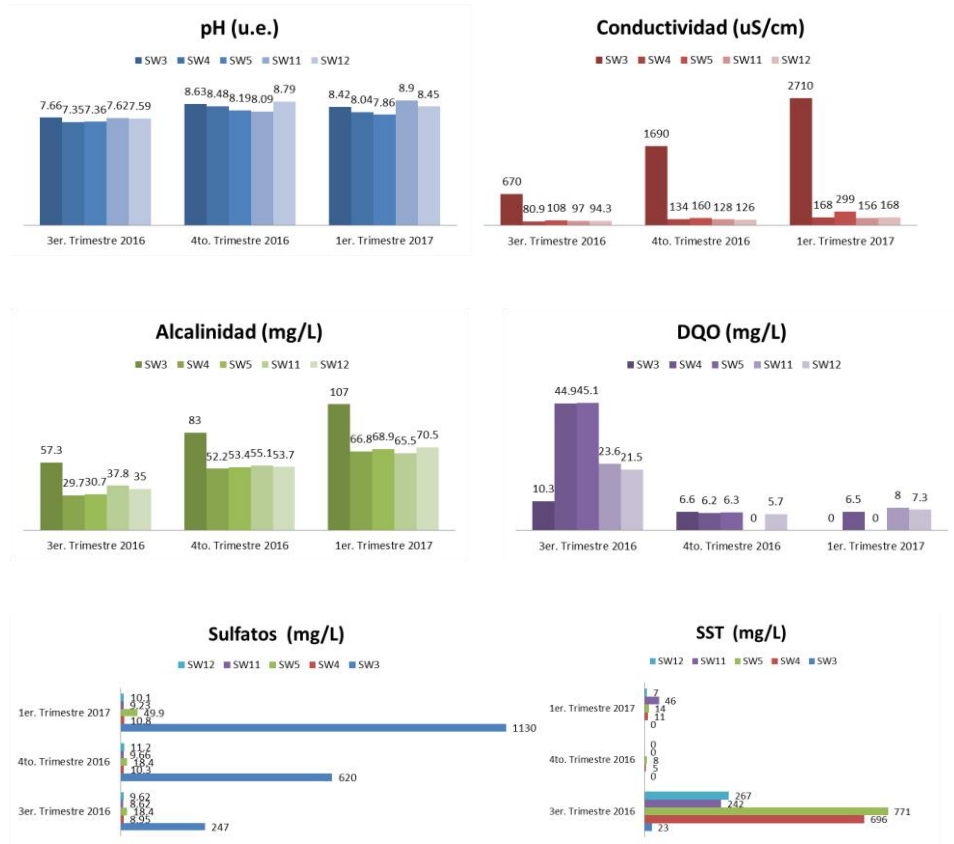 pH (u.e.)
SW3 SW4 SW5 SW11 SW12
7.66 7.35 7.36 7.62 7.59
8.63 8.48 8.19 8.09 8.79
8.42 8.04 7.86 8.9 8.45
3er. Trimestre 2016 4to. Trimestre 2016 1er. Trimestre 2017
Conductividad (uS/cm)
SW3 SW4 SW5 SW11 SW12
670 80.9 108 97 94.3
1690 134 160 128 126
2710 168 299 156 168
3er. Trimestre 2016 4to. Trimestre 2016 1er. Trimestre 2017
Alcalinidad (mg/L)
SW3 SW4 SW5 SW11 SW12
57.3 29.7 30.7 37.8 35
83 52.2 53.4 55.1 53.7
107 66.8 68.9 65.5 70.5
3er. Trimestre 2016 4to. Trimestre 2016 1er. Trimestre 2017
DQO (mg/L)
SW3 SW4 SW5 SW11 SW12
10.3 44.9 45.1 23.6 21.5
6.6 6.2 6.3 0 5.7
0 6.5 0 8 7.3
3er. Trimestre 2016 4to. Trimestre 2016 1er. Trimestre 2017
Sulfatos (mg/L)
SW12 SW11 SW5 SW4 SW3
1er. Trimestre 2017
10.1
9.23
49.9
10.8
1130
4to. Trimestre 2016
11.2
9.66
18.4
10.3
620
3er. Trimestre 2016
9.62
8.62
18.4
8.95
247
SST (mg/L)
SW12 SW11 SW5 SW4 SW3
1er. Trimestre 2017
7
46
14
11
0
4to. Trimestre 2016
0
0
8
5
0
3er. Trimestre 2016
267
242
771
696
23